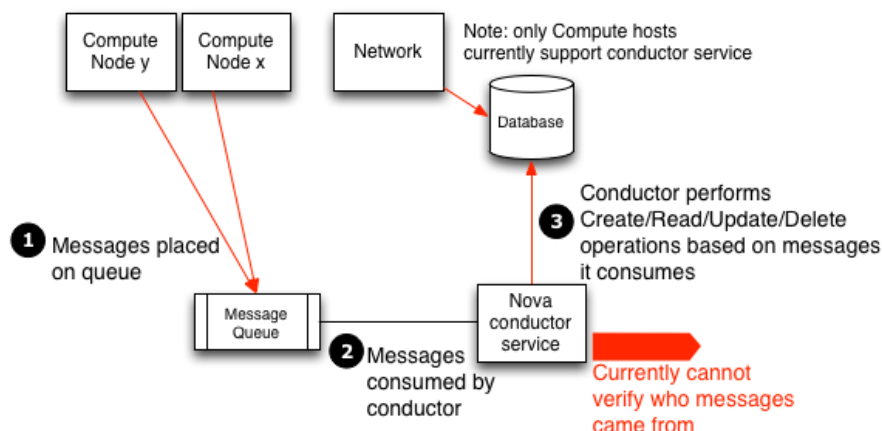 Compute
Node y
Compute
Node x
Network
Note: only Compute hosts
currently support conductor service
Database
3
Conductor performs
Create/Read/Update/Delete
operations based on messages
it consumes
1
Messages placed
on queue
Message
Queue
2
Messages
consumed by
conductor
Nova
conductor
service
Currently cannot
verify who messages
came from